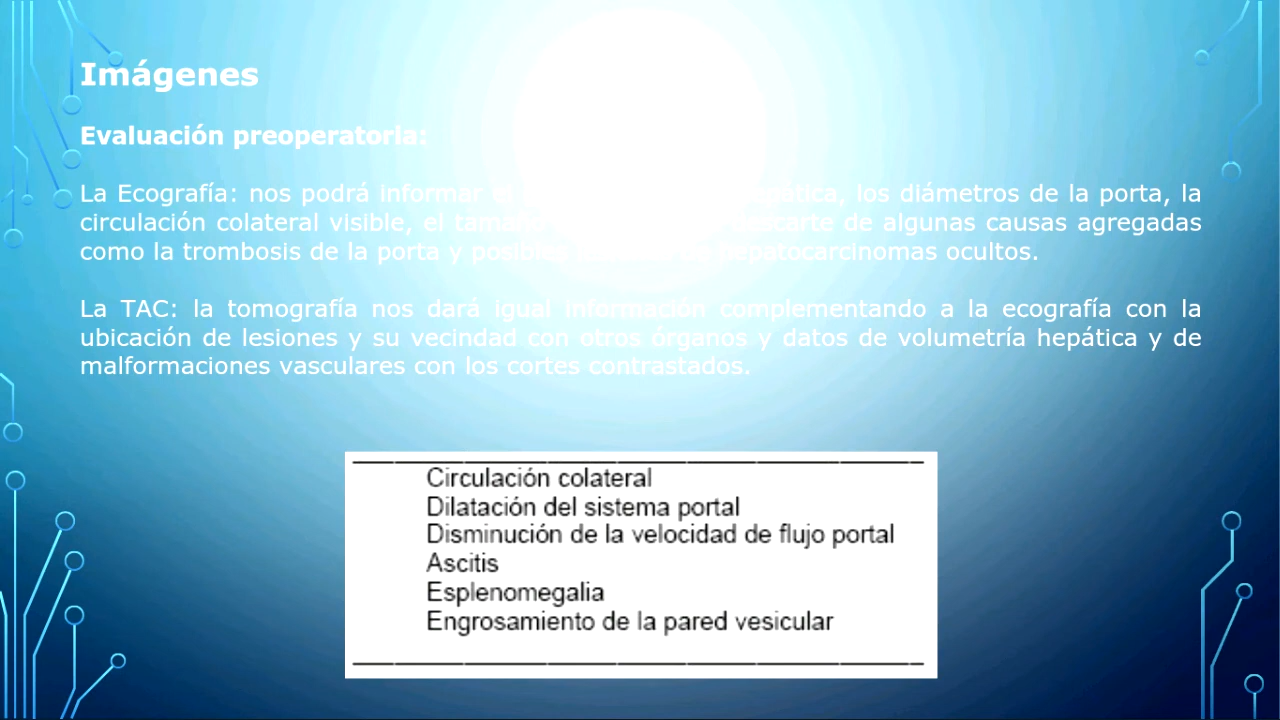 Imágenes
Evaluación preoperatoria:
La Ecografía: nos podrá informar el hepática, los diámetros de la porta, la
circulación colateral visible, el tamaño descarte de algunas causas agregadas
como la trombosis de la porta y posibles hepatocarcinomas ocultos.
La TAC: la tomografía nos dará igual información complementando a la ecografía con la
ubicación de lesiones y su vecindad con otros órganos y datos de volumetría hepática y de
malformaciones vasculares con los cortes contrastados.
Circulación colateral
Dilatación del sistema portal
Disminución de la velocidad de flujo portal
Ascitis
Esplenomegalia
Engrosamiento de la pared vesicular